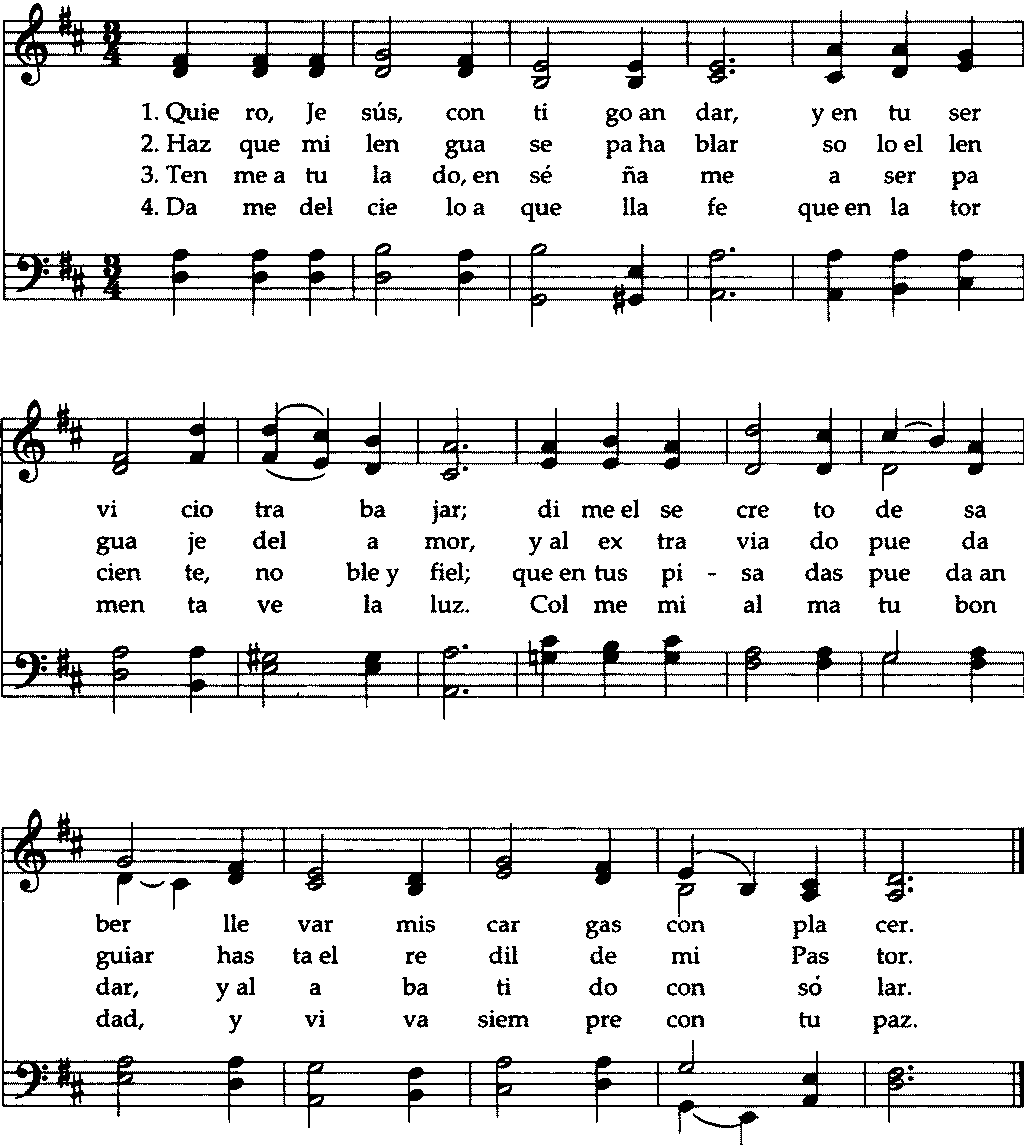 1. Quie ro, Je sús, con ti go an dar, y en tu ser
2. Haz que mi len gua se pa ha blar so lo el len
3. Ten me a tu la do, en sé ña me a ser pa
4. Da me del cie lo a que lla fe que en la tor
vi cio tra ba jar; di me el se cre to de sa
gua je del a mor, y al ex tra via do pue da
cien te, no ble y fiel; que en tus pi - sa das pue da an
men ta ve la luz. Col me mi al ma tu bon
ber lle var mis car gas con pla cer.
guiar has ta el re dil de mi Pas tor.
dar, y al a ba ti do con só lar.
dad, y vi va siem pre con tu paz.